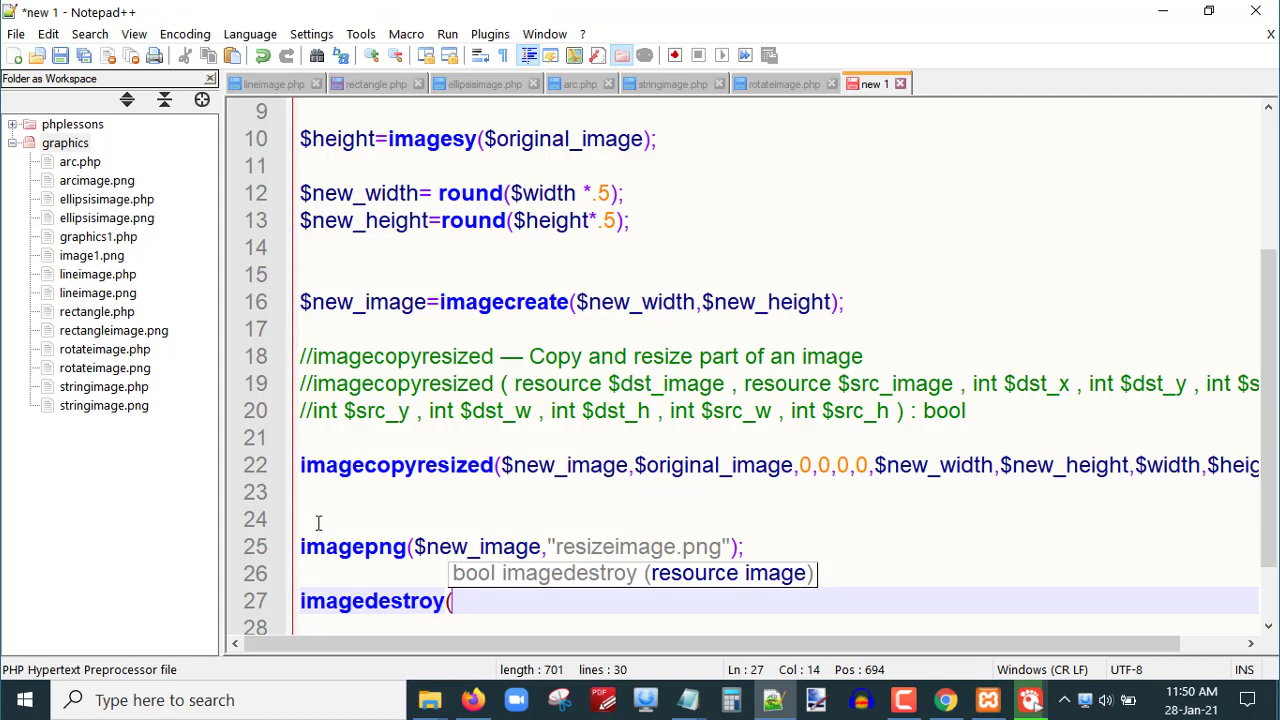 *new 1 - Notepad++
File Edit Search View Encoding Language Settings Tools Macro Run Plugins Window ? X
Folder as Workspace
lineimage.php rectangle.php ellipsisimage.php arc.php stringimage.php rotateimage.php new 1
phplessons
graphics
arc.php
arcimage.png
ellipsisimage.php
ellipsisimage.png
graphics1.php
image1.png
lineimage.php
lineimage.png
rectangle.php
rectangleimage.png
rotateimage.php
rotateimage.png
stringimage.php
stringimage.png
9
10 $height=imagesy($original_image);
11
12 $new_width= round($width *.5);
13 $new_height=round($height*.5);
14
15
16 $new_image=imagecreate($new_width,$new_height);
17
18 //imagecopyresized — Copy and resize part of an image
19 //imagecopyresized ( resource $dst_image , resource $src_image , int $dst_x , int $dst_y , int $s
20 //int $src_y , int $dst_w , int $dst_h , int $src_w , int $src_h ) : bool
21
22 imagecopyresized($new_image,$original_image,0,0,0,0,$new_width,$new_height,$width,$heig
23
24
25 imagepng($new_image,"resizeimage.png");
26 bool imagedestroy (resource image)
27 imagedestroy(
28
PHP Hypertext Preprocessor file length : 701 lines : 30 Ln : 27 Col : 14 Pos : 694 Windows (CR LF) UTF-8 INS
Type here to search
11:50 AM
28-Jan-21